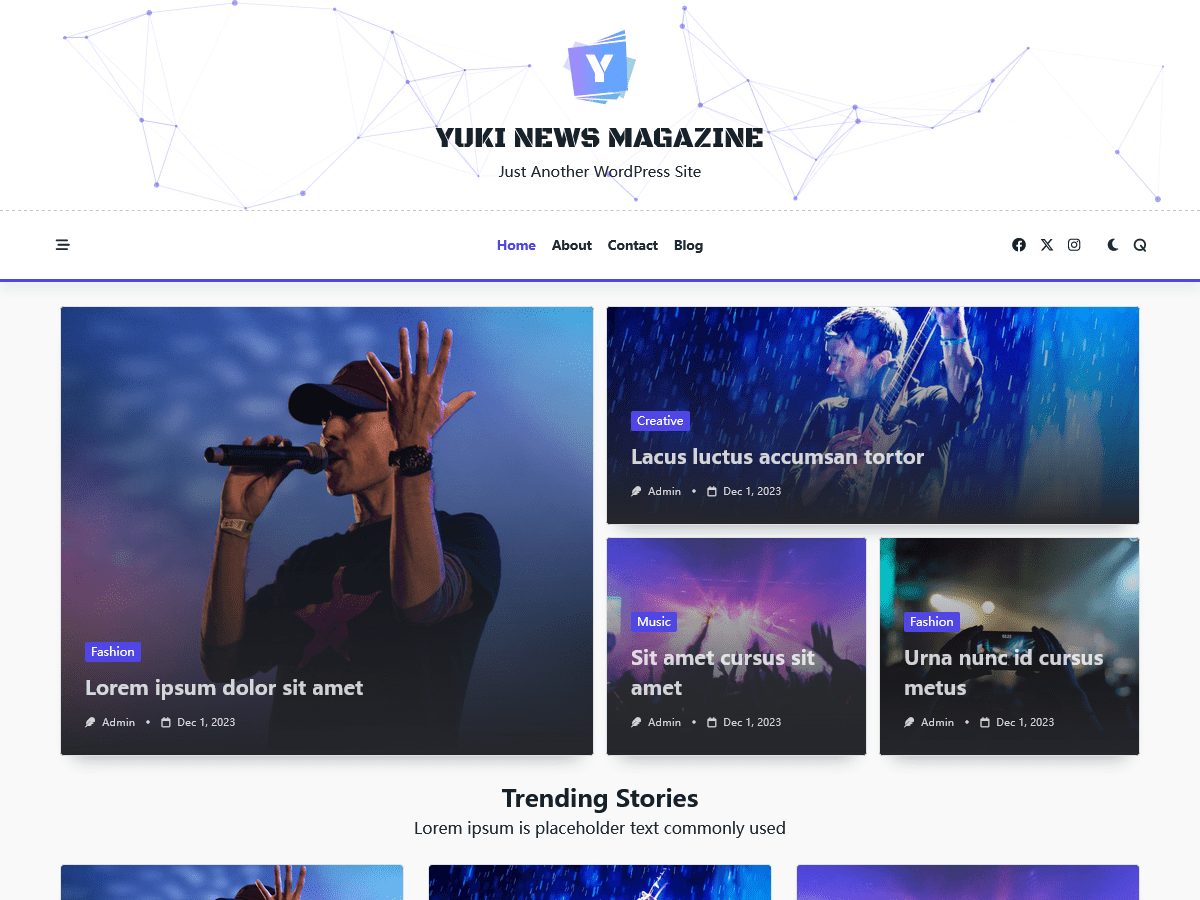 Y
YUKI NEWS MAGAZINE
Just Another WordPress Site
Home About Contact Blog
Fashion
Lorem ipsum dolor sit amet
Admin • Dec 1, 2023
Creative
Lacus luctus accumsan tortor
Admin • Dec 1, 2023
Music
Sit amet cursus sit
amet
Admin • Dec 1, 2023
Fashion
Urna nunc id cursus
metus
Admin • Dec 1, 2023
Trending Stories
Lorem ipsum is placeholder text commonly used